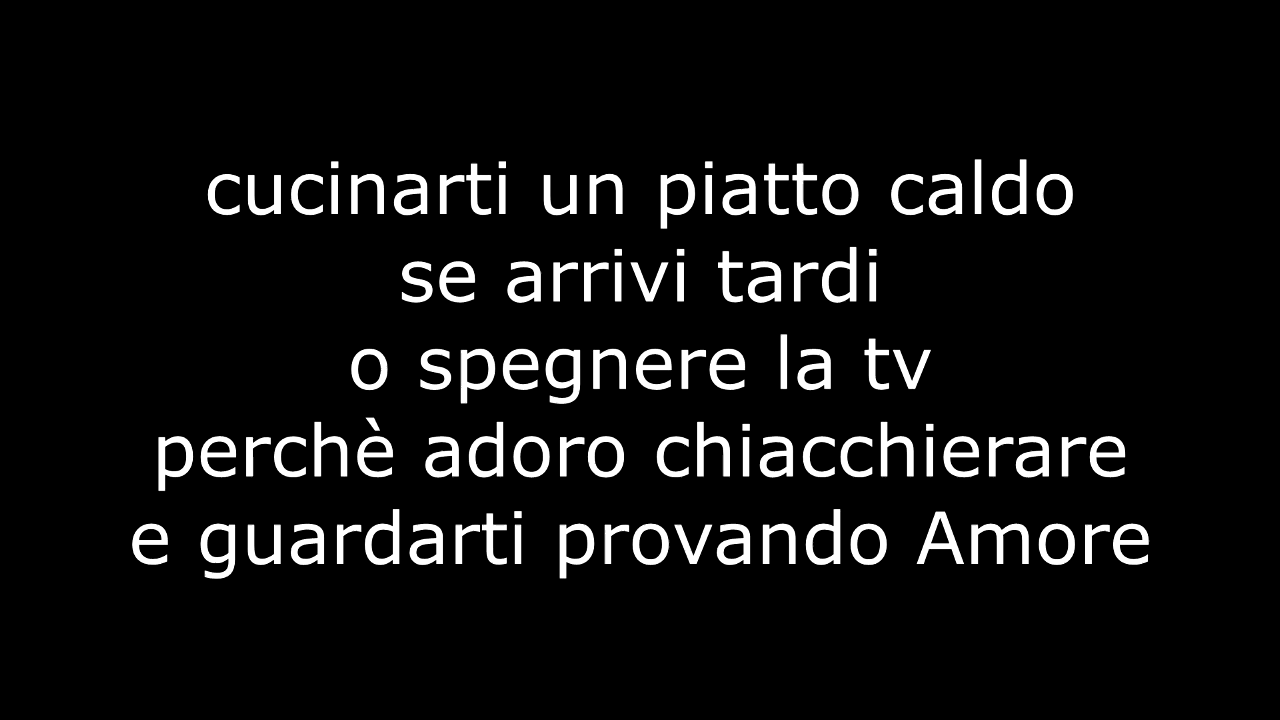 cucinarti un piatto caldo
se arrivi tardi
o spegnere la tv
perchè adoro chiacchierare
e guardarti provando Amore